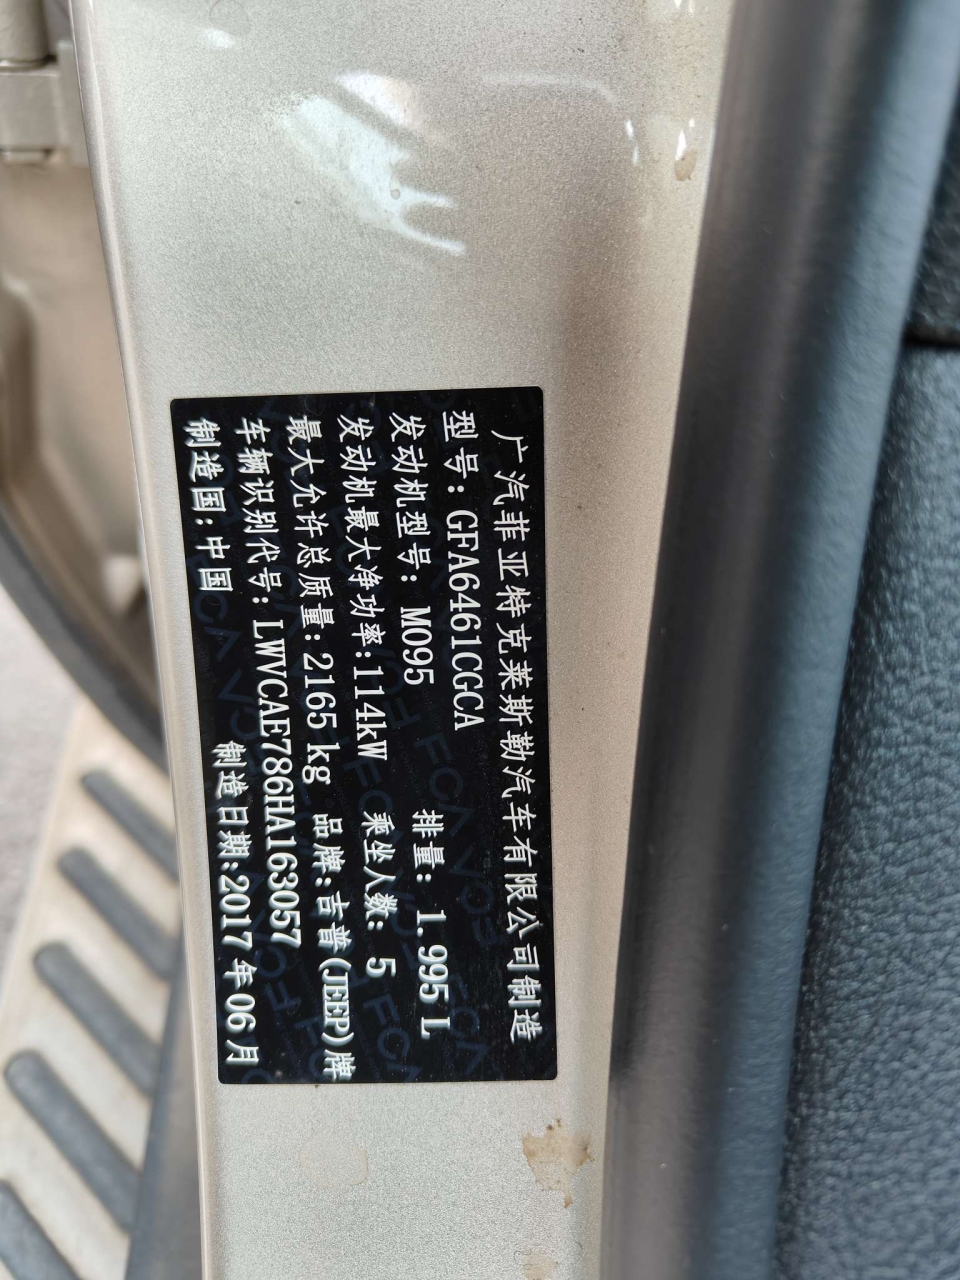 广汽菲亚特克莱斯勒汽车有限公司制造
型号：GFA6461CGCA
发动机型号：M095 排量：1.995 L
发动机最大净功率:114kW 乘坐人数：5
最大允许总质量:2165 kg 品牌:吉普(JEEP)牌
车辆识别代号:LWVCAE786HA163057
制造国:中国 制造日期:2017年06月